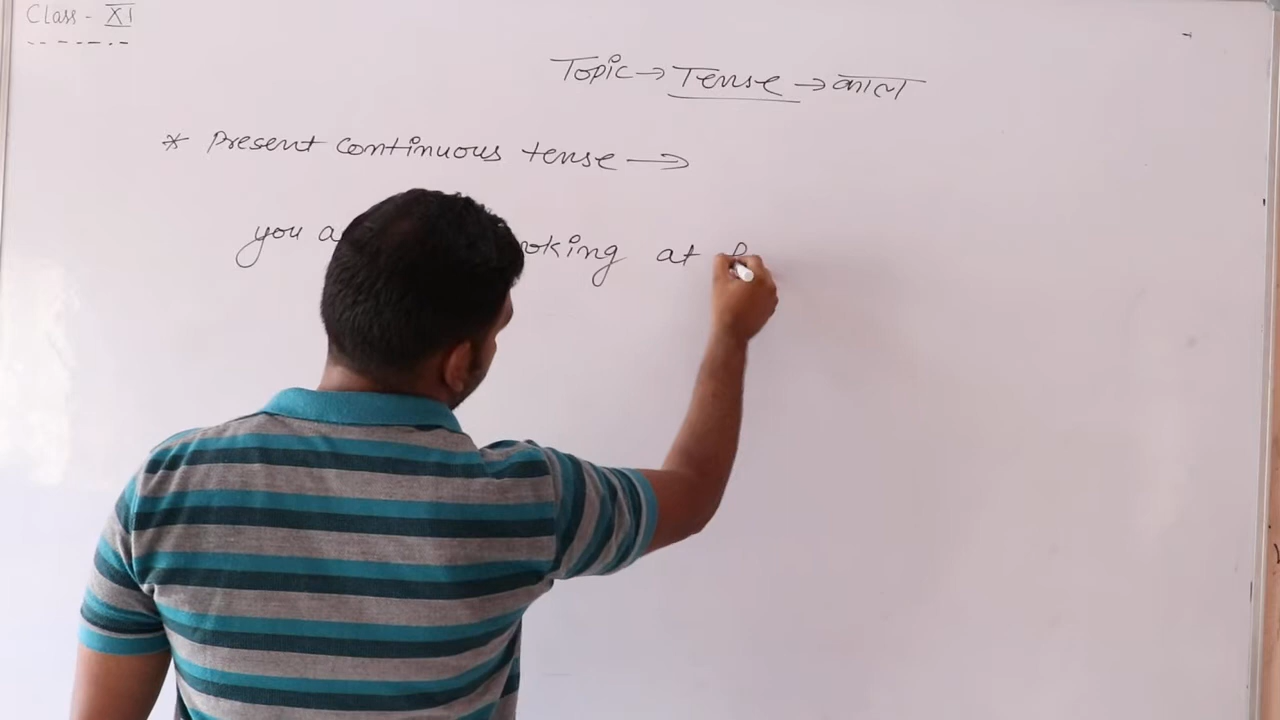 Class - XI
Topic → Tense → काल
* Present continuous tense →
you at